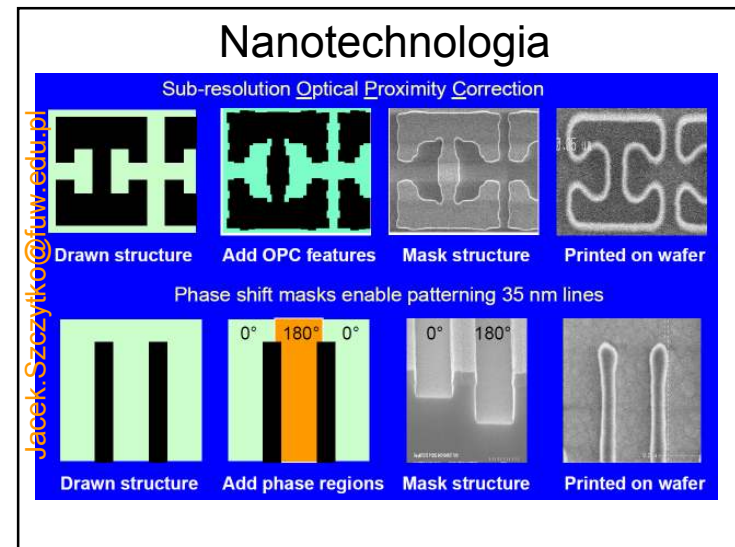 Nanotechnologia
Sub-resolution Optical Proximity Correction
Drawn structure
Add OPC features
Mask structure
Printed on wafer
Phase shift masks enable patterning 35 nm lines
0° 180° 0°
0° 180°
Drawn structure
Add phase regions
Mask structure
Printed on wafer
Jacek.Szczytko@fuw.edu.pl